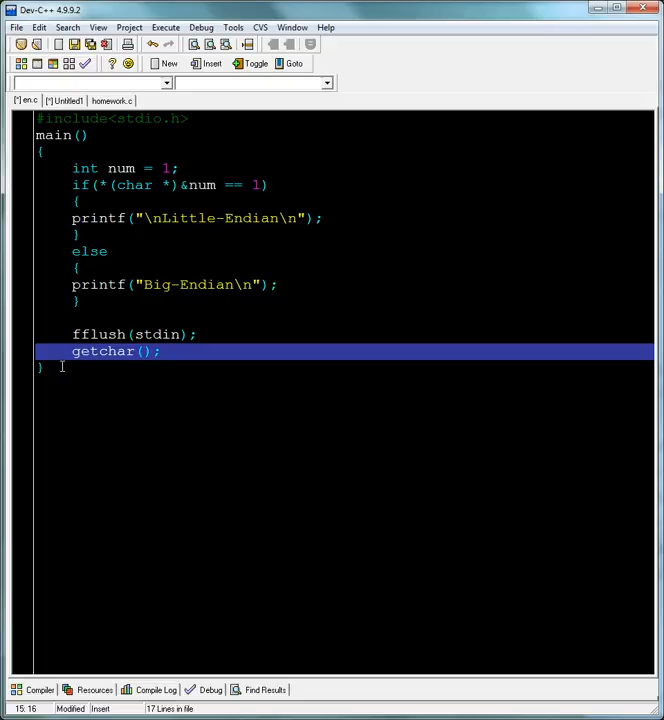 Dev-C++ 4.9.9.2
File Edit Search View Project Execute Debug Tools CVS Window Help
New Insert Toggle Goto
[*] en.c [*] Untitled1 homework.c
#include<stdio.h>
main()
{
int num = 1;
if(*(char *)&num == 1)
{
printf("\nLittle-Endian\n");
}
else
{
printf("Big-Endian\n");
}
fflush(stdin);
getchar();
}
Compiler Resources Compile Log Debug Find Results
15: 16 Modified Insert 17 Lines in file